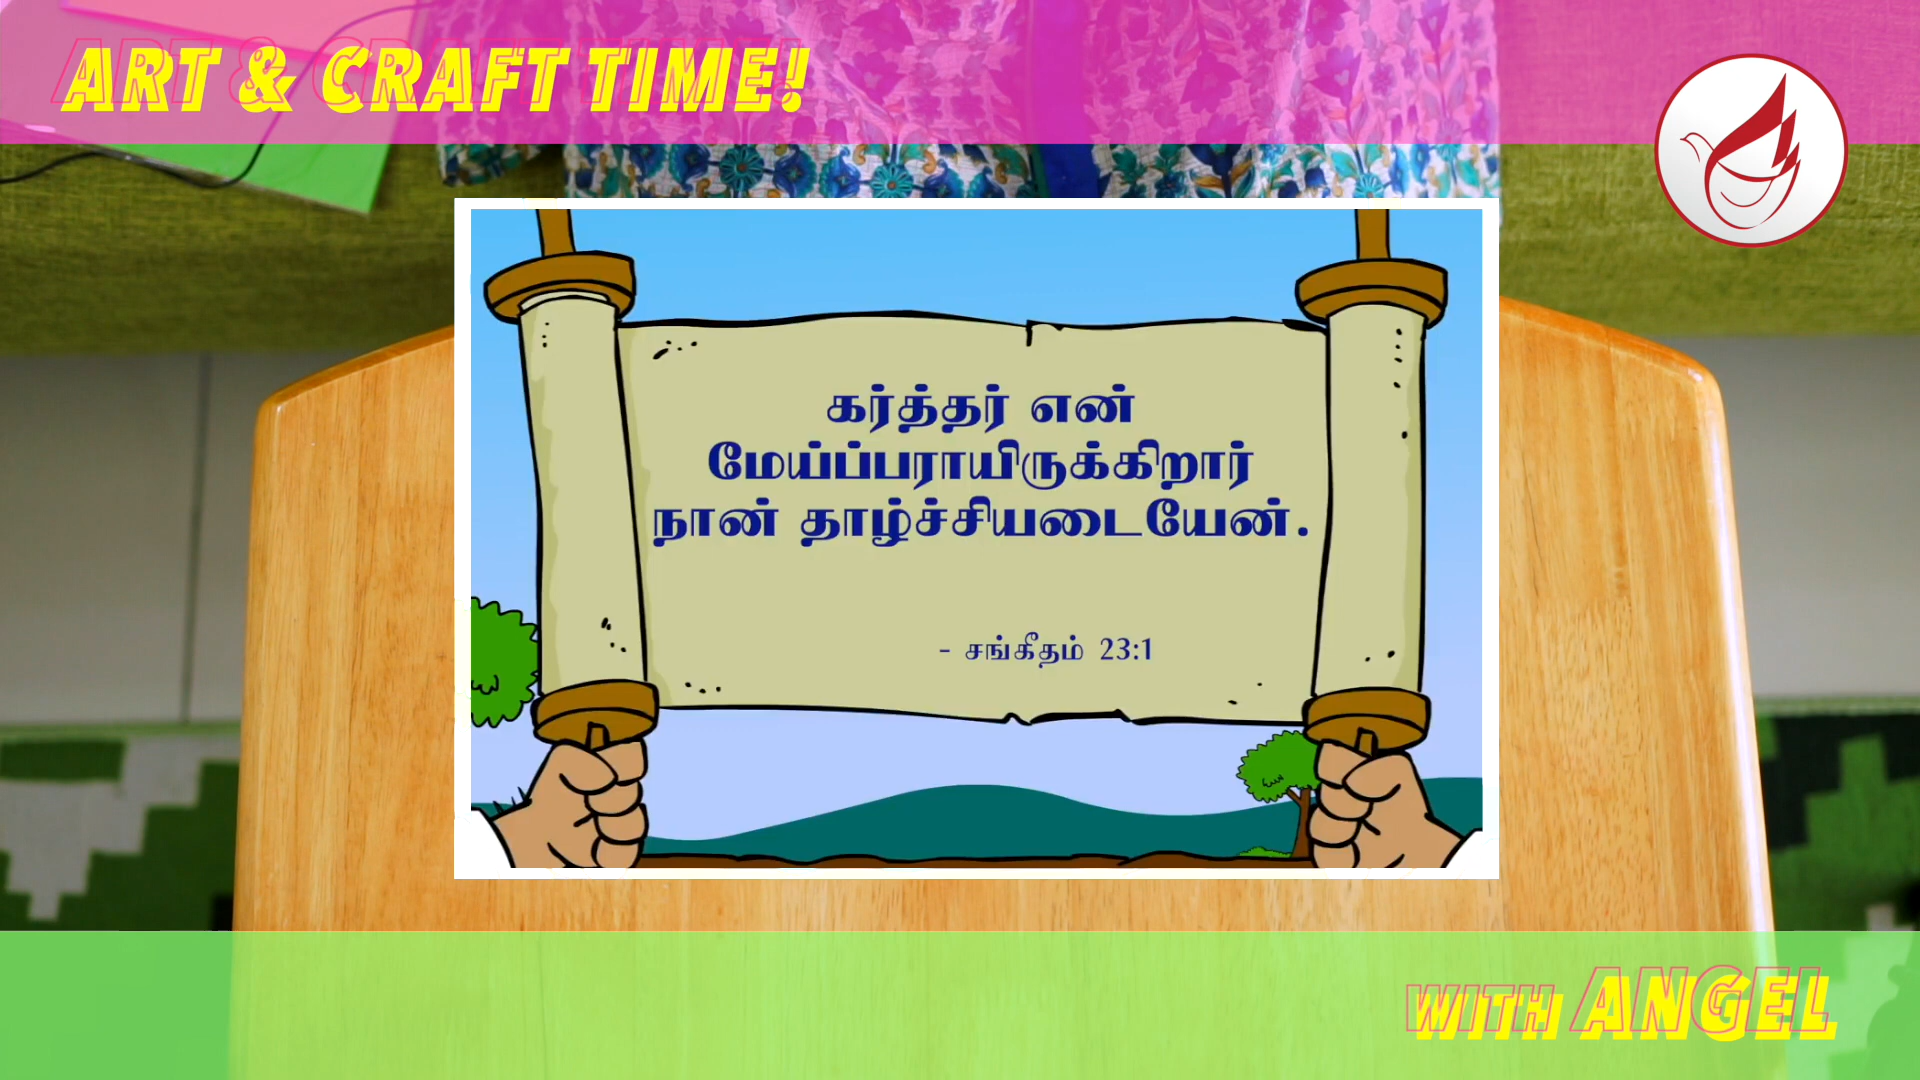 ART & CRAFT TIME!
கர்த்தர் என்
மேய்ப்பராயிருக்கிறார்
நான் தாழ்ச்சியடையேன்.
- சங்கீதம் 23:1
WITH ANGEL